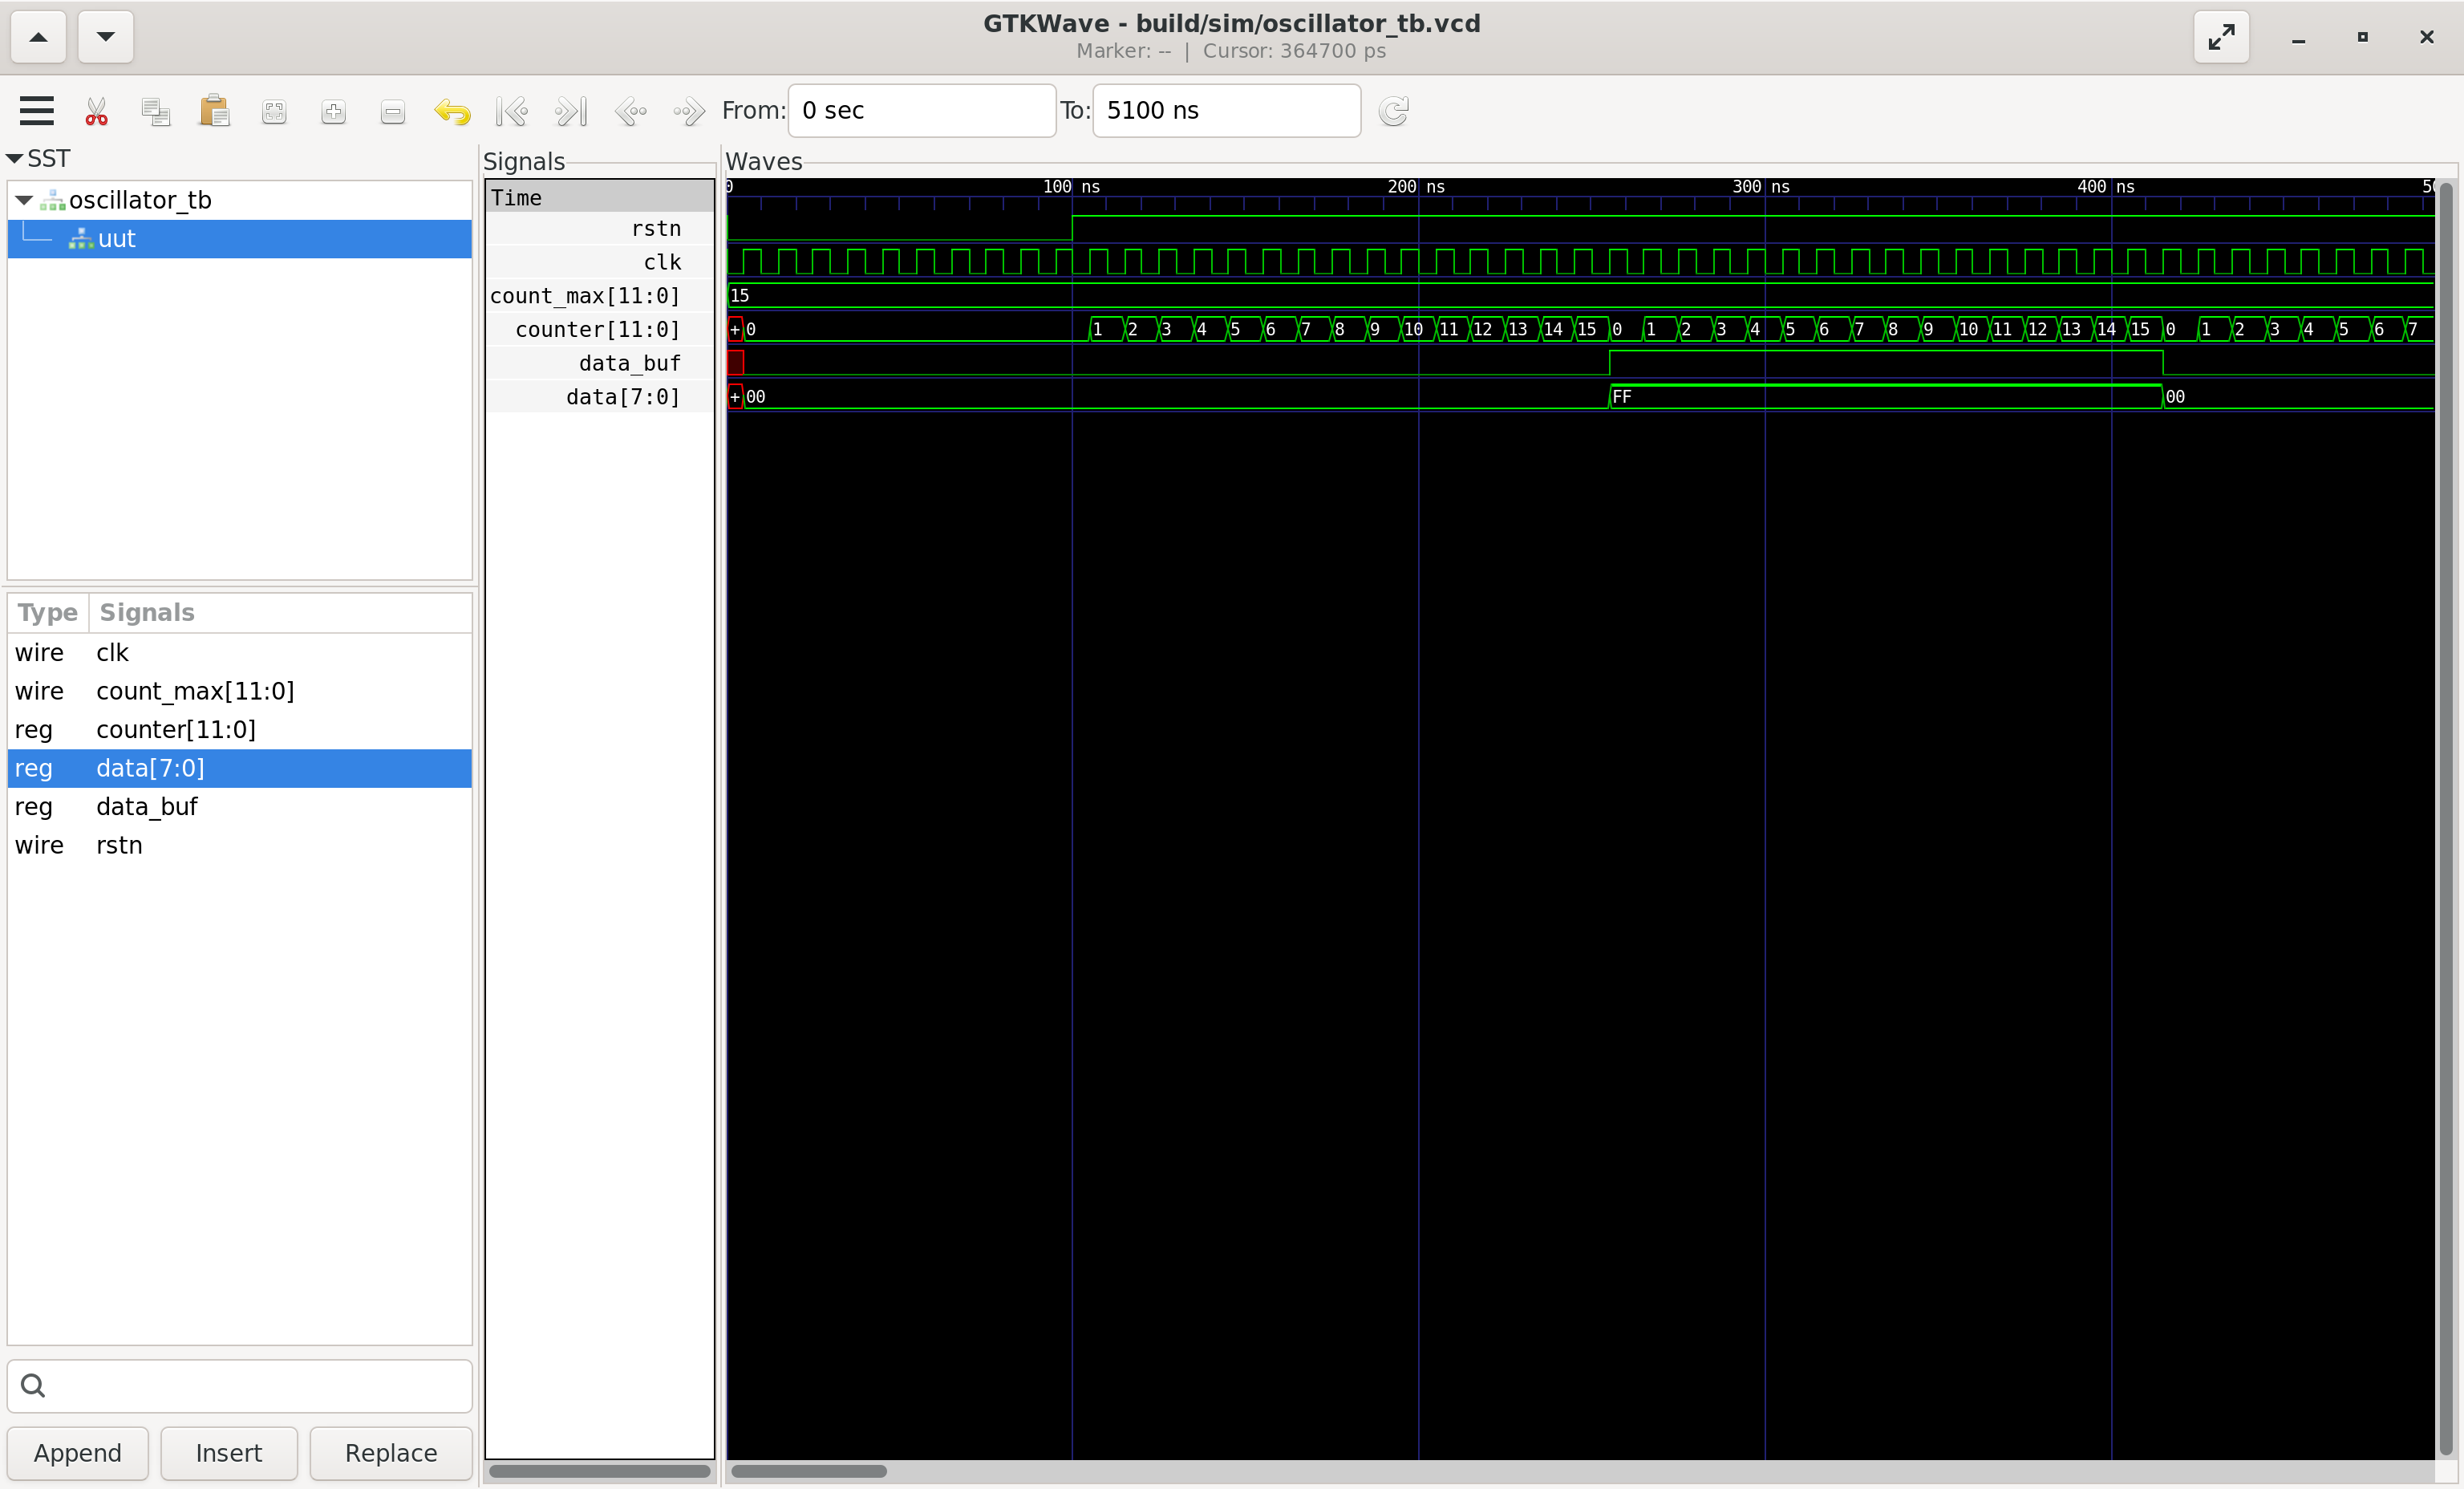 GTKWave - build/sim/oscillator_tb.vcd
Marker: -- | Cursor: 364700 ps
From: 0 sec To: 5100 ns
SST
oscillator_tb
uut
Type Signals
wire clk
wire count_max[11:0]
reg counter[11:0]
reg data[7:0]
reg data_buf
wire rstn
Append Insert Replace
Signals
Time
rstn
clk
count_max[11:0]
counter[11:0]
data_buf
data[7:0]
Waves
0 100 ns 200 ns 300 ns 400 ns
15
+ 0 1 2 3 4 5 6 7 8 9 10 11 12 13 14 15 0 1 2 3 4 5 6 7 8 9 10 11 12 13 14 15 0 1 2 3 4 5 6 7
+ 00 FF 00